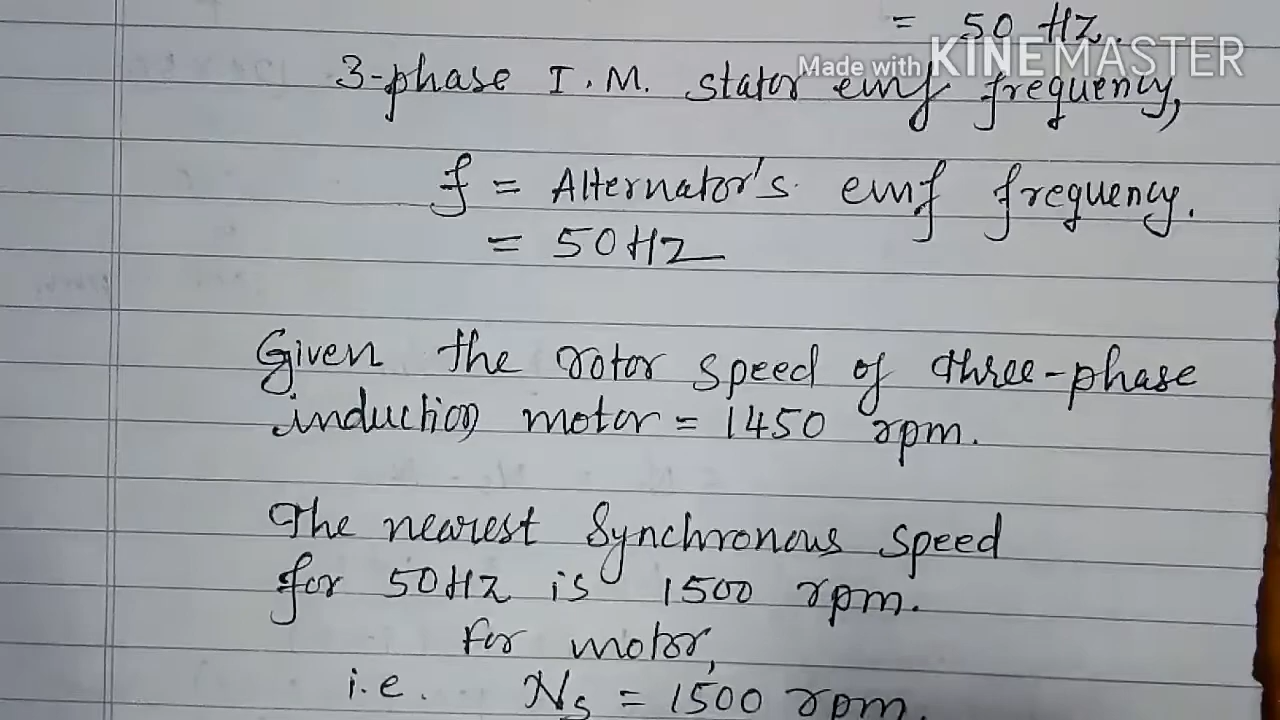 = 50 Hz.
Made with KINEMASTER
3-phase I.M. stator emf frequency,
f = Alternator's emf frequency.
= 50Hz
Given the rotor speed of three-phase
induction motor = 1450 rpm.
The nearest Synchronous speed
for 50Hz is 1500 rpm.
For motor,
i.e. Ns = 1500 rpm.